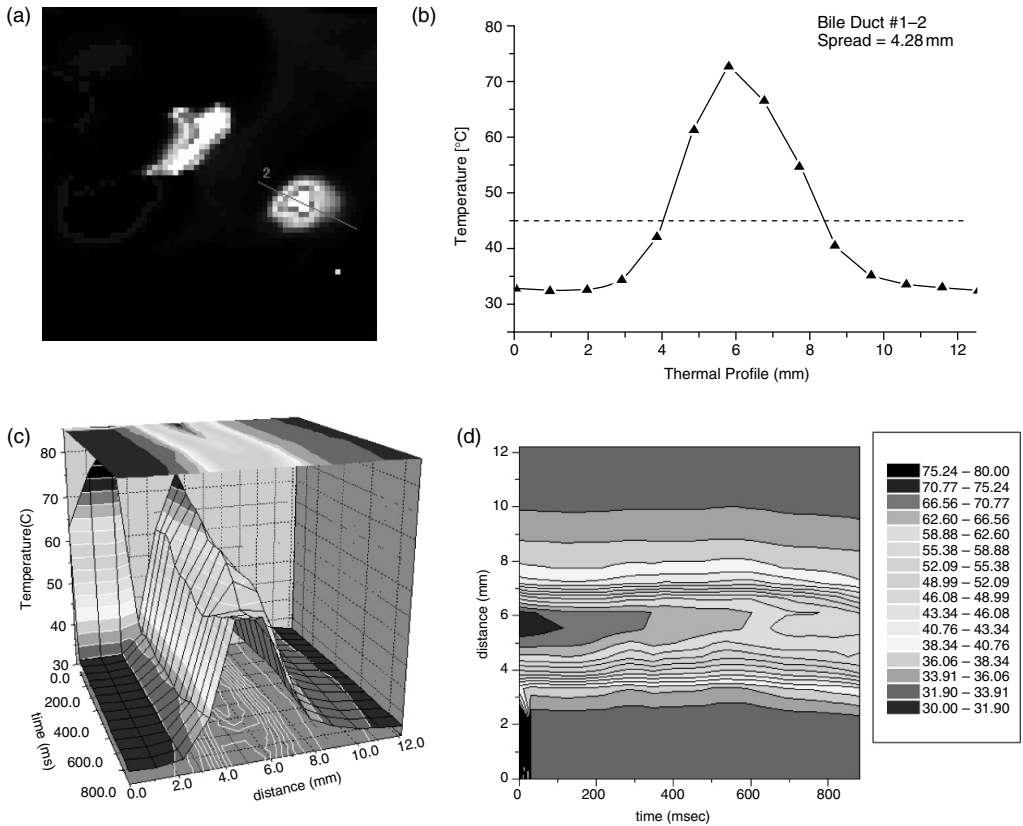 (a)
2
(b)
Bile Duct #1–2
Spread = 4.28 mm
80
70
60
50
40
30
Temperature [°C]
0 2 4 6 8 10 12
Thermal Profile (mm)
(c)
80
70
60
50
40
30
Temperature(C)
0.0
200.0
400.0
600.0
800.0
time (ms)
0.0 2.0 4.0 6.0 8.0 10.0 12.0
distance (mm)
(d)
12
10
8
6
4
2
0
distance (mm)
0 200 400 600 800
time (msec)
75.24 – 80.00
70.77 – 75.24
66.56 – 70.77
62.60 – 66.56
58.88 – 62.60
55.38 – 58.88
52.09 – 55.38
48.99 – 52.09
46.08 – 48.99
43.34 – 46.08
40.76 – 43.34
38.34 – 40.76
36.06 – 38.34
33.91 – 36.06
31.90 – 33.91
30.00 – 31.90